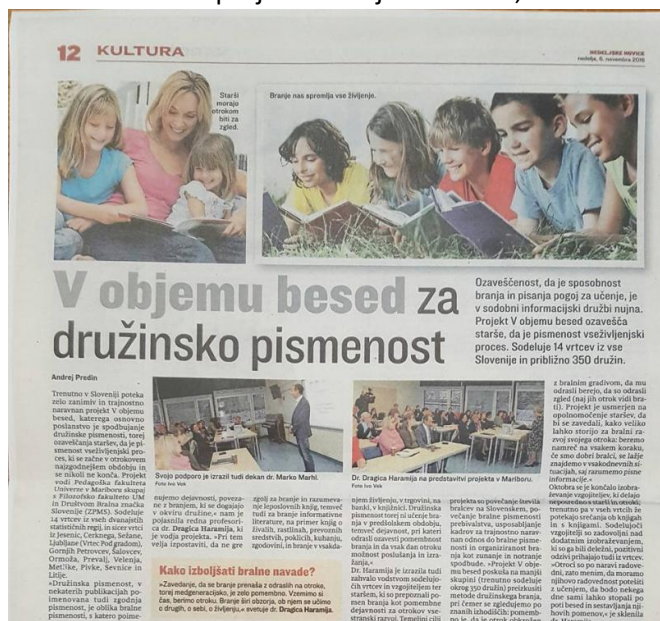 12 KULTURA
NEDELJSKE NOVICE
nedelja, 6. novembra 2016
Starši
morajo
otrokom
biti za
zgled.
Branje nas spremlja vse življenje.
V objemu besed za
družinsko pismenost
Ozaveščenost, da je sposobnost
branja in pisanja pogoj za učenje, je
v sodobni informacijski družbi nujna.
Projekt V objemu besed ozavešča
starše, da je pismenost vseživljenjski
proces. Sodeluje 14 vrtcev iz vse
Slovenije in približno 350 družin.
Andrej Predin
Trenutno v Sloveniji poteka
zelo zanimiv in trajnostno
naravnan projekt V objemu
besed, katerega osnovno
poslanstvo je spodbujanje
družinske pismenosti, torej
ozaveščanja staršev, da je pi-
smenost vseživljenjski pro-
ces, ki se začne v otrokovem
najzgodnejšem obdobju in
se nikoli ne konča. Projekt
vodi Pedagoška fakulteta
Univerze v Mariboru skupaj
s Filozofsko fakulteto UM
in Društvom Bralna značka
Slovenije (ZPMS). Sodeluje
14 vrtcev iz vseh dvanajstih
statističnih regij, in sicer vrtci
iz Jesenic, Cerknega, Sežane,
Ljubljane (Vrtec Pod gradom),
Gornjih Petrovcev, Šalovcev,
Ormoža, Prevalj, Velenja,
Metlike, Pivke, Sevnice in
Litije.
»Družinska pismenost, v
nekaterih publikacijah po-
imenovana tudi zgodnja
pismenost, je oblika bralne
pismenosti, s katero poime-
Svojo podporo je izrazil tudi dekan dr. Marko Marhl.
Foto Ivo Vek
nujemo dejavnosti, poveza-
ne z branjem, ki se dogajajo
v okviru družine,« nam je
pojasnila redna profesori-
ca dr. Dragica Haramija, ki
je vodja projekta. »Pri tem
velja izpostaviti, da ne gre
zgolj za branje in razumeva-
nje leposlovnih knjig, temveč
tudi za branje informativne
literature, na primer knjig o
živalih, rastlinah, prevoznih
sredstvih, poklicih, kuhanju,
zgodovini, in branje v vsakda-
Kako izboljšati bralne navade?
»Zavedanje, da se branje prenaša z odraslih na otroke,
torej medgeneracijsko, je zelo pomembno. Vzemimo si
čas, berimo otroku. Branje širi obzorja, ob njem se učimo
o drugih, o sebi, o življenju,« svetuje dr. Dragica Haramija.
Dr. Dragica Haramija na predstavitvi projekta v Mariboru.
Foto Ivo Vek
njem življenju, v trgovini, na
banki, v knjižnici. Družinska
pismenost torej ni učenje bra-
nja v predšolskem obdobju,
temveč dejavnost, pri kateri
odrasli ozavesti pomembnost
branja in da vsak dan otroku
možnost poslušanja in izra-
žanja.«
Dr. Haramija je izrazila tudi
zahvalo vodstvom sodelujo-
čih vrtcev in vzgojiteljem ter
staršem, ki so prepoznali po-
men branja kot pomembne
dejavnosti za otrokov vse-
stranski razvoj. Temeljni cilji
projekta so povečanje števila
bralcev na Slovenskem, po-
večanje bralne pismenosti
prebivalstva, usposabljanje
kadrov za trajnostno narav-
nan odnos do bralne pisme-
nosti in organiziranost bra-
nja kot zunanje in notranje
spodbude. »Projekt V obje-
mu besed poskuša na manjši
skupini (trenutno sodeluje
okrog 350 družin) preizkusiti
metode družinskega branja,
pri čemer se zgledujemo po
znanih izhodiščih: pomemb-
no je, da je otrok obkrožen
z bralnim gradivom, da mu
odrasli berejo, da so odrasli
zgled (naj jih otrok vidi bra-
ti). Projekt je usmerjen na
opolnomočenje staršev, da
bi se zavedali, kako veliko
lahko storijo za bralni raz-
voj svojega otroka: beremo
namreč na vsakem koraku,
če smo dobri bralci, se lažje
znajdemo v vsakodnevnih si-
tuacijah, saj razumemo pisne
informacije.«
Oktobra se je končalo izobra-
ževanje vzgojiteljev, ki delajo
neposredno s starši in otroki,
trenutno pa v vseh vrtcih že
potekajo srečanja ob knjigah
in s knjigami. Sodelujoči
vzgojitelji so zadovoljni nad
dodatnim izobraževanjem,
ki so ga bili deležni, pozitivni
odzivi prihajajo tudi iz vrtcev.
»Otroci so po naravi radove-
dni, zato menim, da moramo
njihovo radovednost potešiti
z učenjem, da bodo nekega
dne sami lahko stopali po
poti besed in sestavljanja nji-
hovih pomenov,« je sklenila